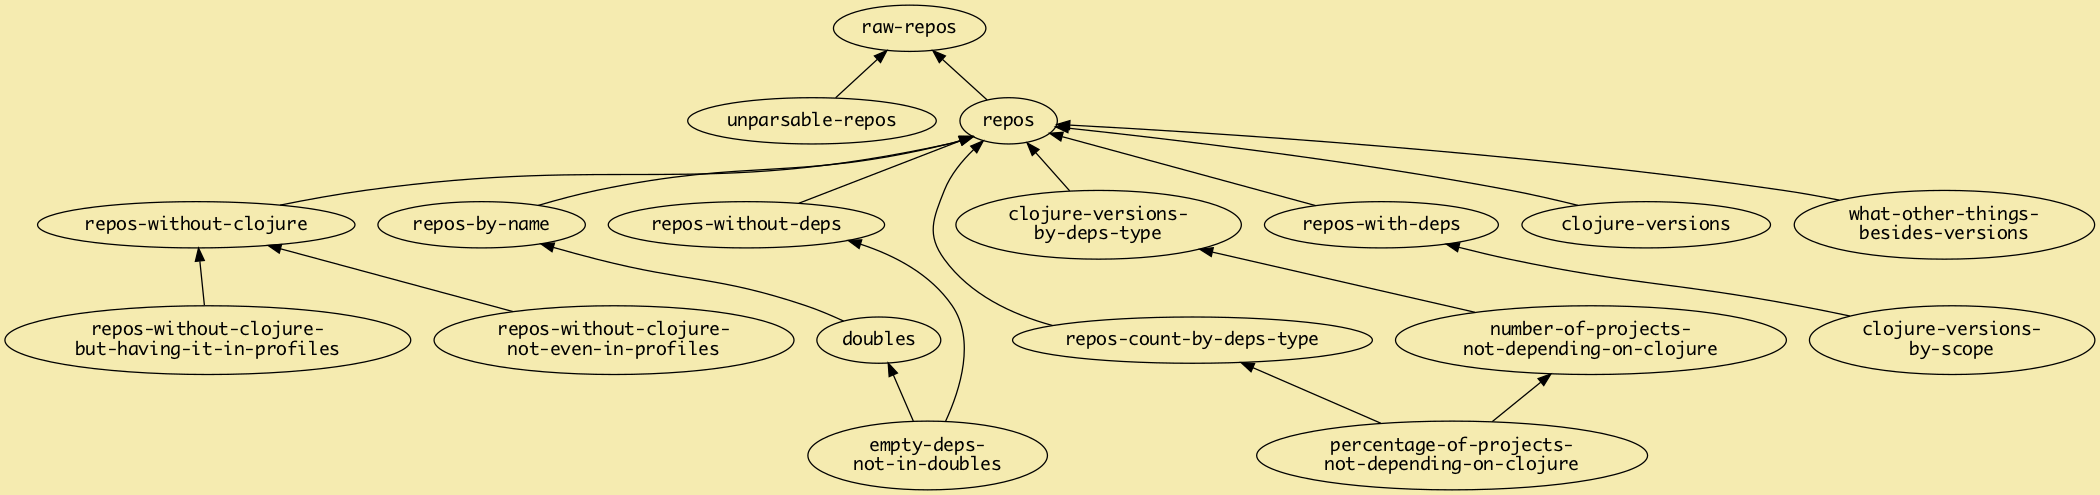 raw-repos
unparsable-repos
repos
repos-without-clojure
repos-by-name
repos-without-deps
clojure-versions-
by-deps-type
repos-with-deps
clojure-versions
what-other-things-
besides-versions
repos-without-clojure-
but-having-it-in-profiles
repos-without-clojure-
not-even-in-profiles
doubles
repos-count-by-deps-type
number-of-projects-
not-depending-on-clojure
clojure-versions-
by-scope
empty-deps-
not-in-doubles
percentage-of-projects-
not-depending-on-clojure